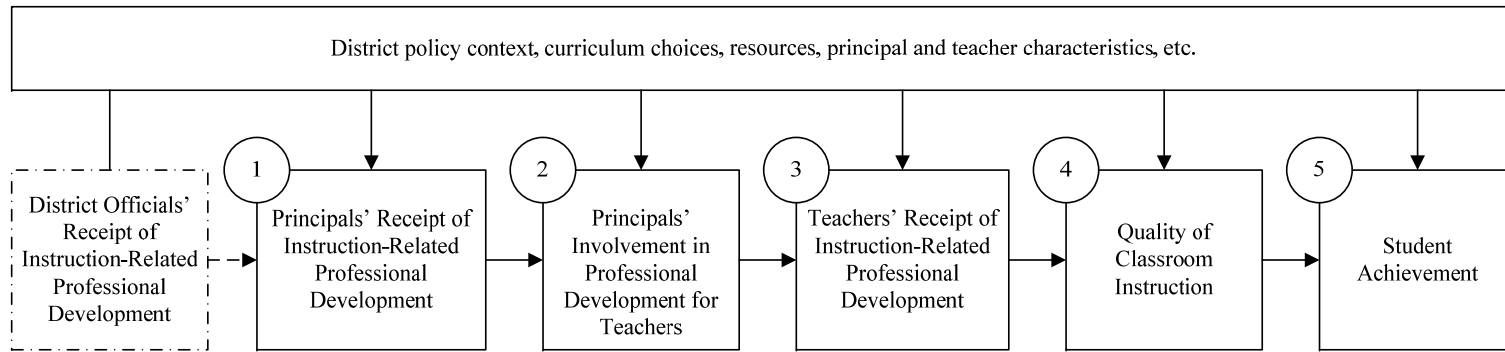 District policy context, curriculum choices, resources, principal and teacher characteristics, etc.
District Officials’
Receipt of
Instruction-Related
Professional
Development
1
Principals’ Receipt of
Instruction-Related
Professional
Development
2
Principals’
Involvement in
Professional
Development for
Teachers
3
Teachers’ Receipt of
Instruction-Related
Professional
Development
4
Quality of
Classroom
Instruction
5
Student
Achievement